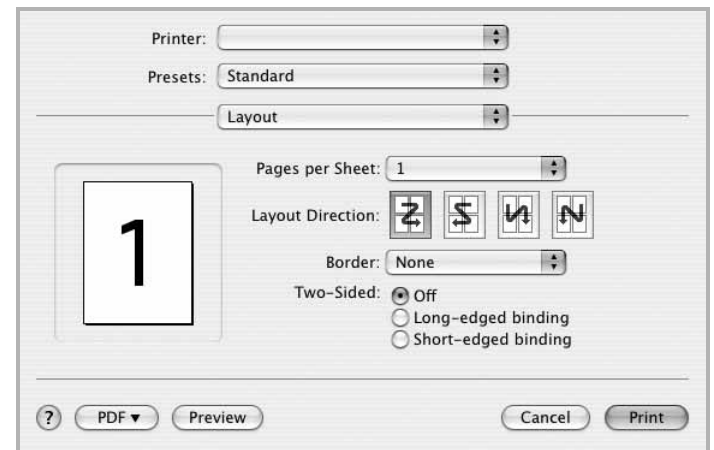 Printer:
Presets: Standard
Layout
Pages per Sheet: 1
Layout Direction:
1
Border: None
Two-Sided: Off
Long-edged binding
Short-edged binding
? PDF▼ Preview Cancel Print